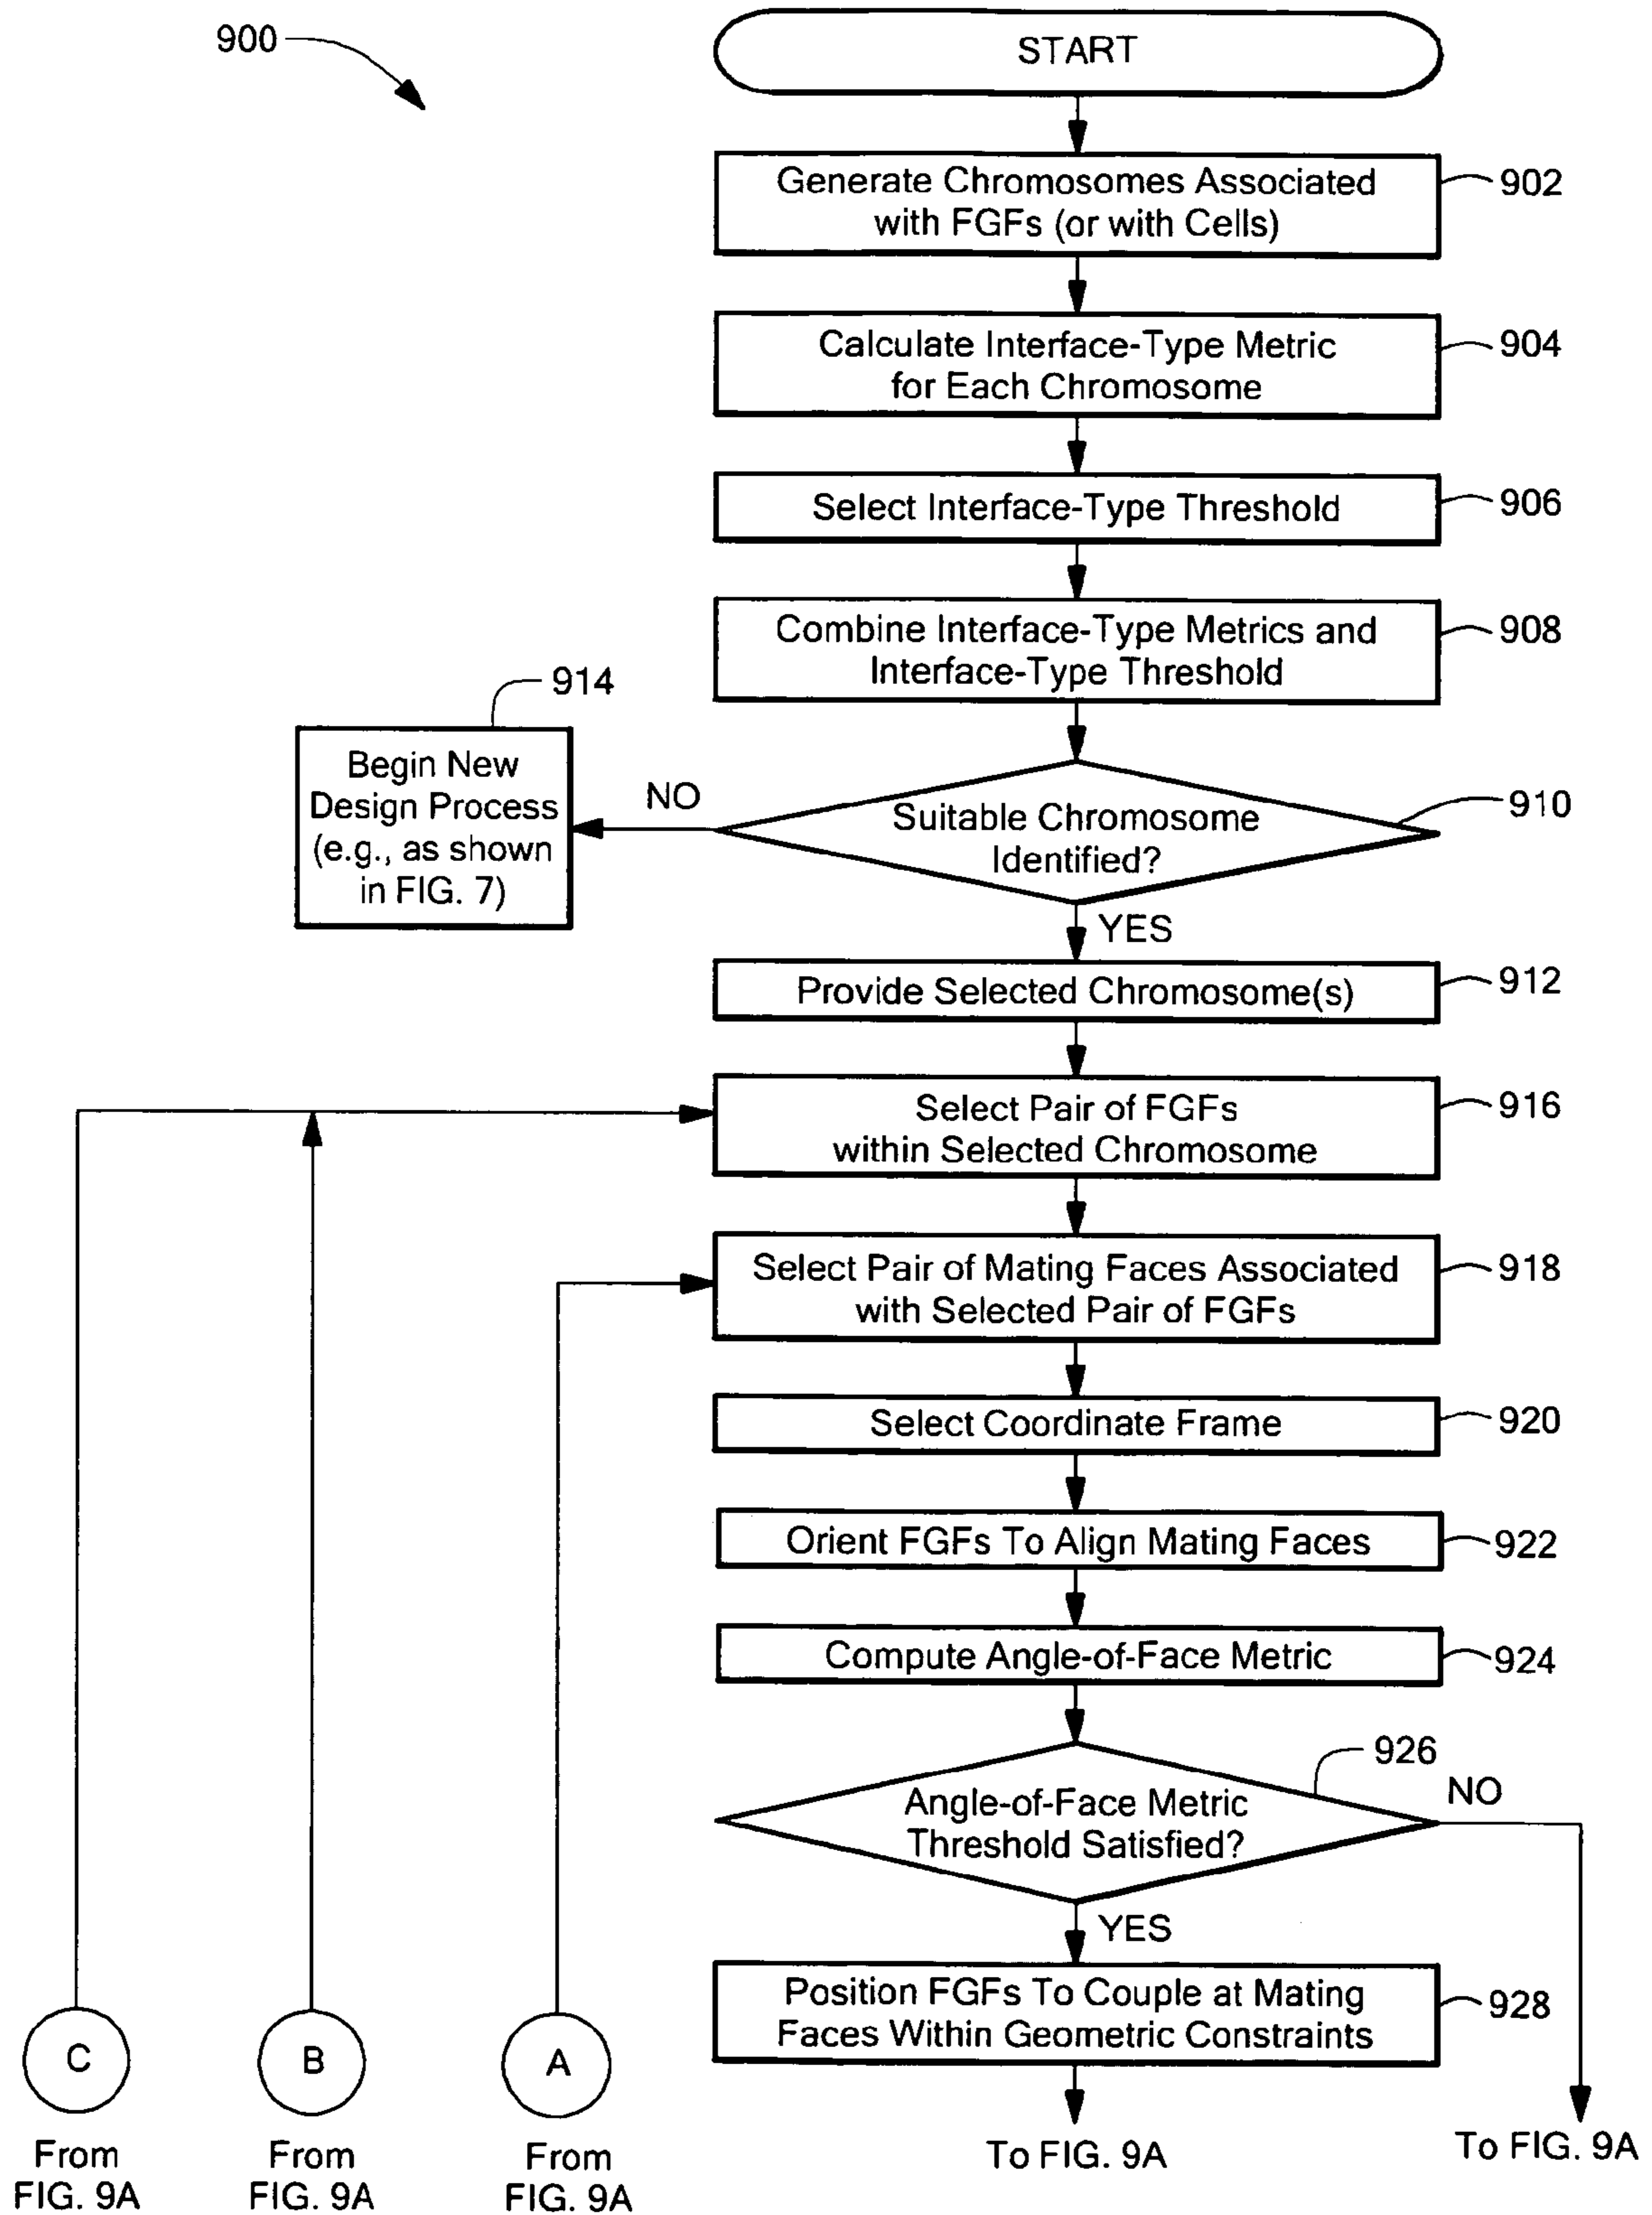 900
START
Generate Chromosomes Associated
with FGFs (or with Cells)
902
Calculate Interface-Type Metric
for Each Chromosome
904
Select Interface-Type Threshold
906
Combine Interface-Type Metrics and
Interface-Type Threshold
908
914
Begin New
Design Process
(e.g., as shown
in FIG. 7)
NO
Suitable Chromosome
Identified?
910
YES
Provide Selected Chromosome(s)
912
Select Pair of FGFs
within Selected Chromosome
916
Select Pair of Mating Faces Associated
with Selected Pair of FGFs
918
Select Coordinate Frame
920
Orient FGFs To Align Mating Faces
922
Compute Angle-of-Face Metric
924
Angle-of-Face Metric
Threshold Satisfied?
926
NO
YES
Position FGFs To Couple at Mating
Faces Within Geometric Constraints
928
C
B
A
From
FIG. 9A
From
FIG. 9A
From
FIG. 9A
To FIG. 9A
To FIG. 9A